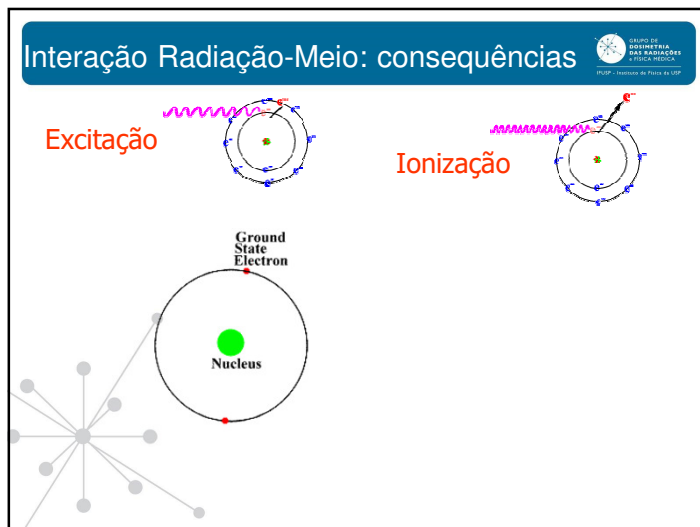 Interação Radiação-Meio: consequências
GRUPO DE
DOSIMETRIA
DAS RADIAÇÕES
e FÍSICA MÉDICA
IFUSP - Instituto de Física da USP
Excitação
e-
e-
e-
e-
e-
e-
e-
e-
e-
e-
Ionização
e-
e-
e-
e-
e-
e-
e-
e-
e-
Ground
State
Electron
Nucleus